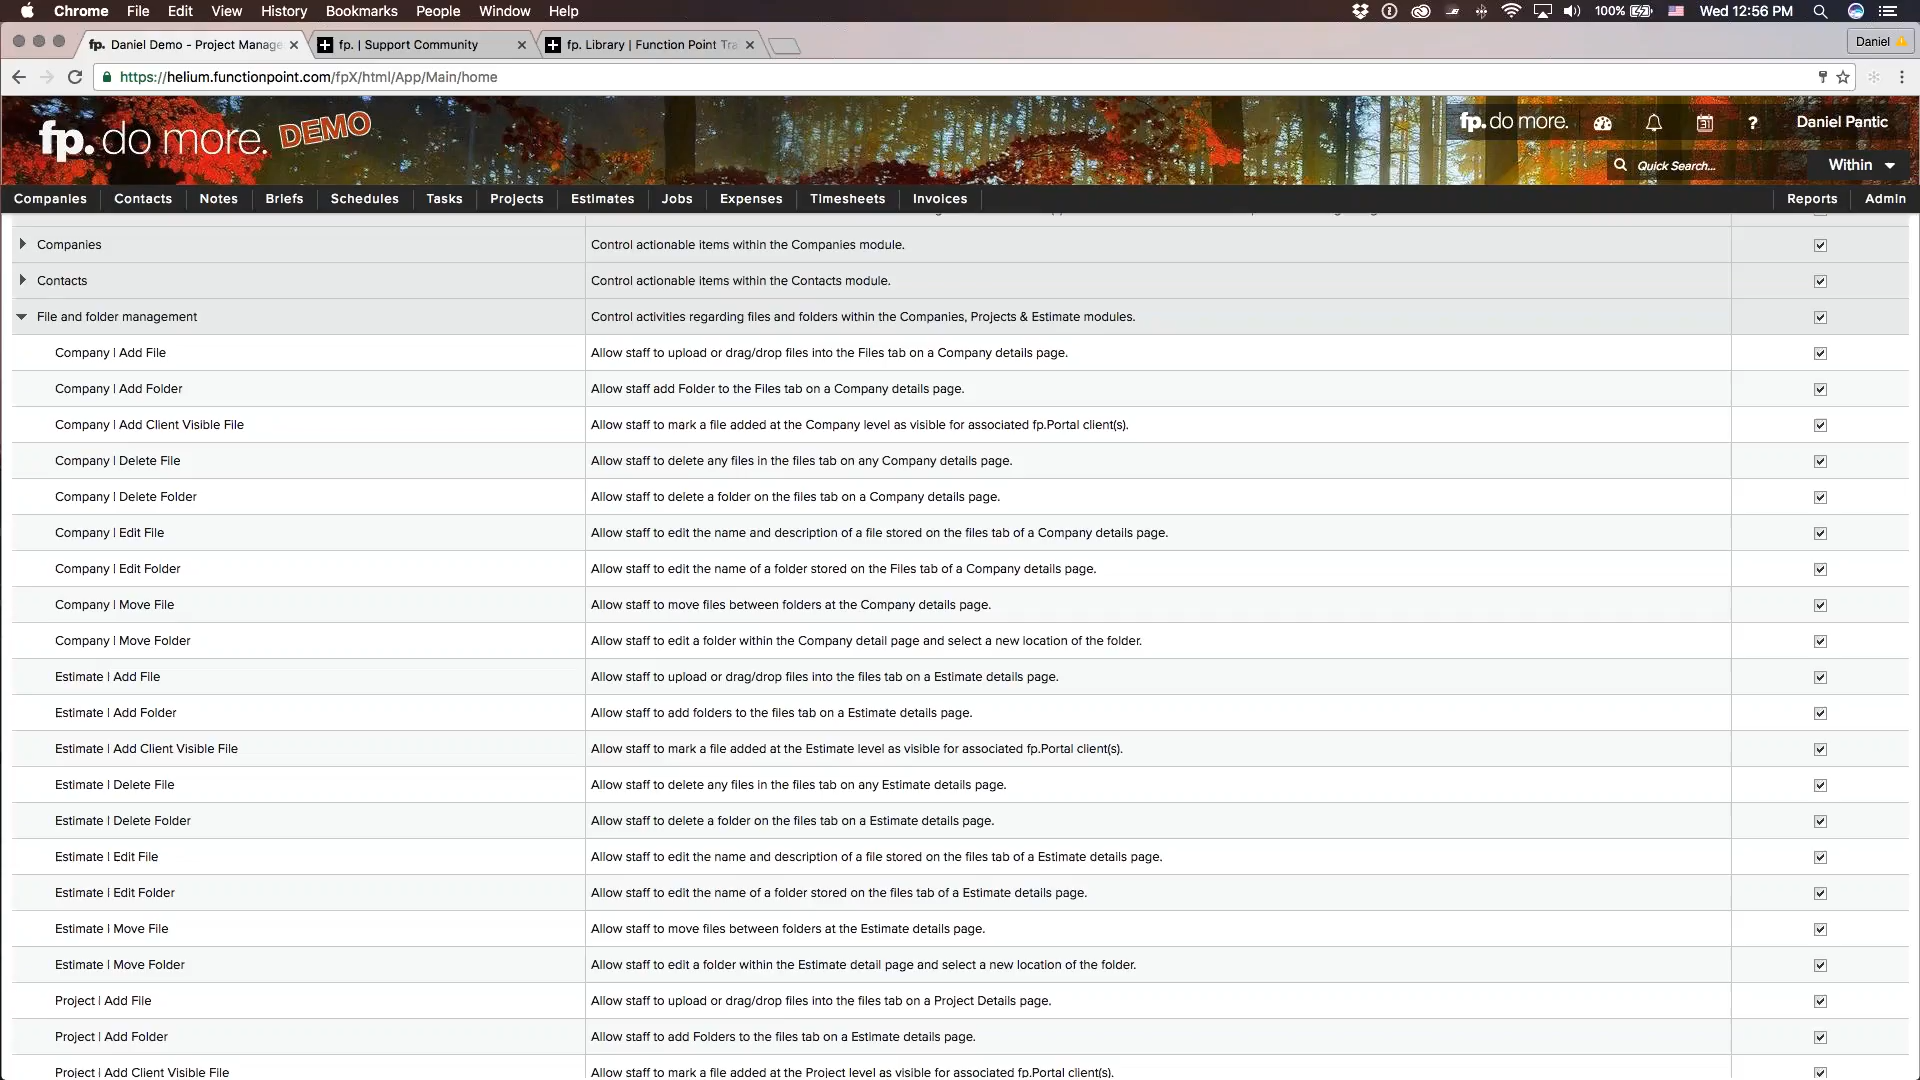 Chrome File Edit View History Bookmarks People Window Help 100% Wed 12:56 PM
fp. Daniel Demo - Project Manage fp. | Support Community fp. Library | Function Point Tra Daniel
https://helium.functionpoint.com/fpX/html/App/Main/home
fp. do more. DEMO fp. do more. 31 ? Daniel Pantic
Quick Search... Within
Companies Contacts Notes Briefs Schedules Tasks Projects Estimates Jobs Expenses Timesheets Invoices Reports Admin
Companies Control actionable items within the Companies module.
Contacts Control actionable items within the Contacts module.
File and folder management Control activities regarding files and folders within the Companies, Projects & Estimate modules.
Company | Add File Allow staff to upload or drag/drop files into the Files tab on a Company details page.
Company | Add Folder Allow staff add Folder to the Files tab on a Company details page.
Company | Add Client Visible File Allow staff to mark a file added at the Company level as visible for associated fp.Portal client(s).
Company | Delete File Allow staff to delete any files in the files tab on any Company details page.
Company | Delete Folder Allow staff to delete a folder on the files tab on a Company details page.
Company | Edit File Allow staff to edit the name and description of a file stored on the files tab of a Company details page.
Company | Edit Folder Allow staff to edit the name of a folder stored on the Files tab of a Company details page.
Company | Move File Allow staff to move files between folders at the Company details page.
Company | Move Folder Allow staff to edit a folder within the Company detail page and select a new location of the folder.
Estimate | Add File Allow staff to upload or drag/drop files into the files tab on a Estimate details page.
Estimate | Add Folder Allow staff to add folders to the files tab on a Estimate details page.
Estimate | Add Client Visible File Allow staff to mark a file added at the Estimate level as visible for associated fp.Portal client(s).
Estimate | Delete File Allow staff to delete any files in the files tab on any Estimate details page.
Estimate | Delete Folder Allow staff to delete a folder on the files tab on a Estimate details page.
Estimate | Edit File Allow staff to edit the name and description of a file stored on the files tab of a Estimate details page.
Estimate | Edit Folder Allow staff to edit the name of a folder stored on the files tab of a Estimate details page.
Estimate | Move File Allow staff to move files between folders at the Estimate details page.
Estimate | Move Folder Allow staff to edit a folder within the Estimate detail page and select a new location of the folder.
Project | Add File Allow staff to upload or drag/drop files into the files tab on a Project Details page.
Project | Add Folder Allow staff to add Folders to the files tab on a Estimate details page.
Project | Add Client Visible File Allow staff to mark a file added at the Project level as visible for associated fp.Portal client(s).